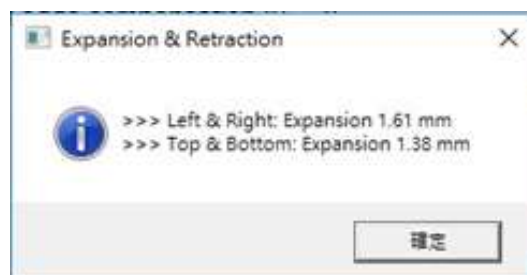 Expansion & Retraction
>>> Left & Right: Expansion 1.61 mm
>>> Top & Bottom: Expansion 1.38 mm
確定